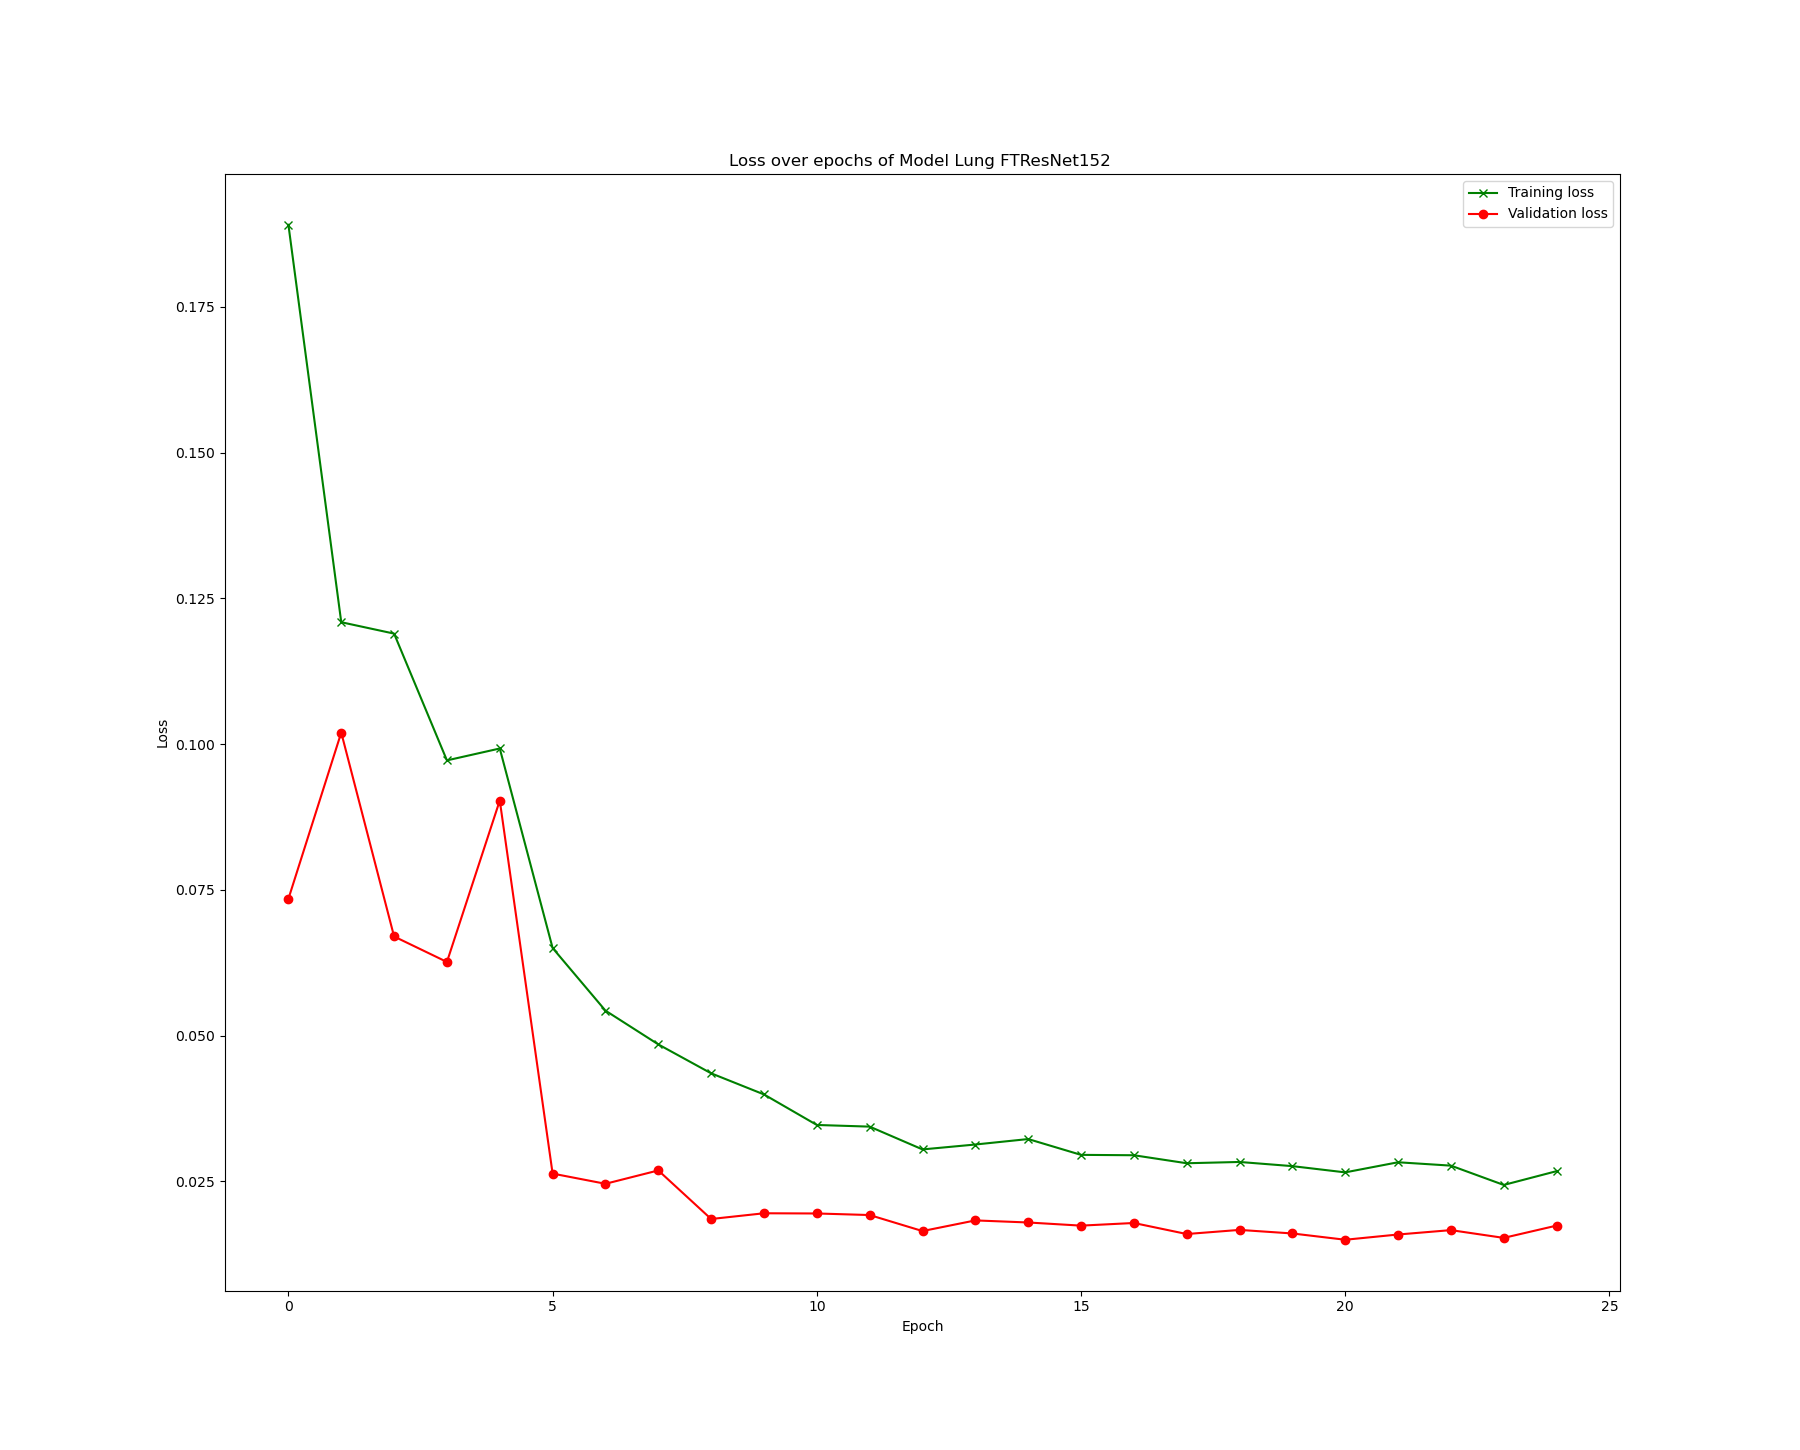 Loss over epochs of Model Lung FTResNet152
Training loss
Validation loss
0.175
0.150
0.125
0.100
0.075
0.050
0.025
Loss
0 5 10 15 20 25
Epoch